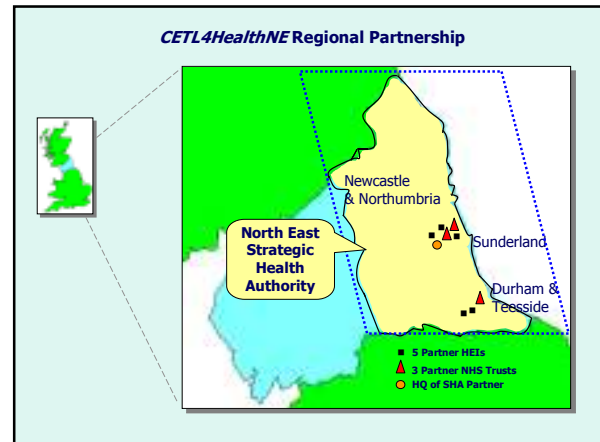 CETL4HealthNE Regional Partnership
Newcastle
& Northumbria
North East
Strategic
Health
Authority
Sunderland
Durham &
Teesside
5 Partner HEIs
3 Partner NHS Trusts
HQ of SHA Partner